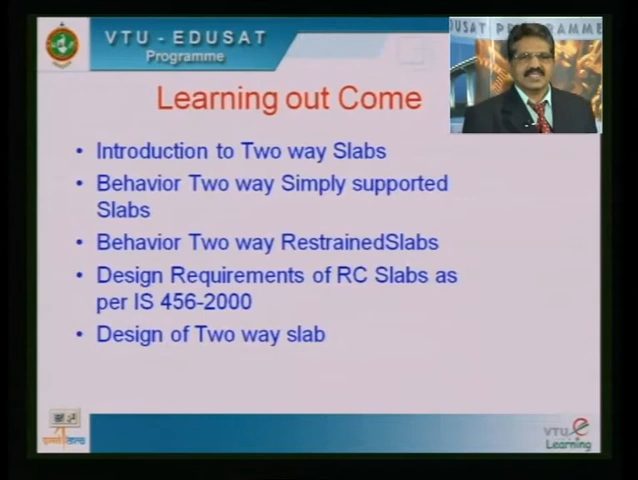 VTU - EDUSAT
Programme
EDUSAT PROGRAMME
Learning out Come
• Introduction to Two way Slabs
• Behavior Two way Simply supported
Slabs
• Behavior Two way RestrainedSlabs
• Design Requirements of RC Slabs as
per IS 456-2000
• Design of Two way slab
VTU e
Learning